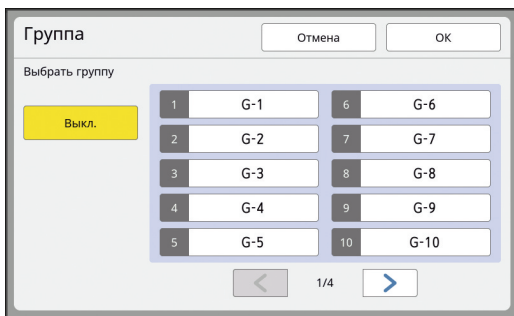 Группа
Отмена
ОК
Выбрать группу
Выкл.
1 G-1
2 G-2
3 G-3
4 G-4
5 G-5
6 G-6
7 G-7
8 G-8
9 G-9
10 G-10
< 1/4 >